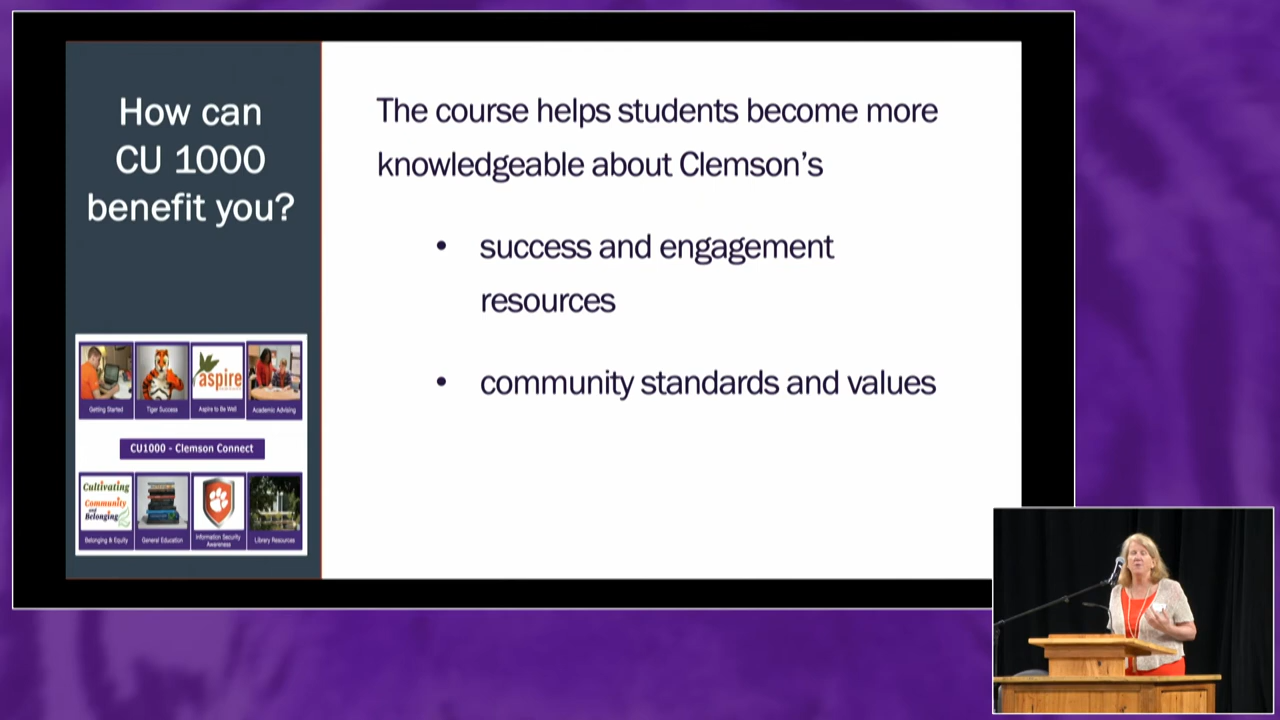 How can
CU 1000
benefit you?
The course helps students become more
knowledgeable about Clemson’s
• success and engagement
resources
• community standards and values
aspire
Getting Started
Tiger Success
Aspire to Be Well
Academic Advising
CU1000 - Clemson Connect
Cultivating
Community
and
Belonging
Belonging & Equity
General Education
Information Security
Awareness
Library Resources